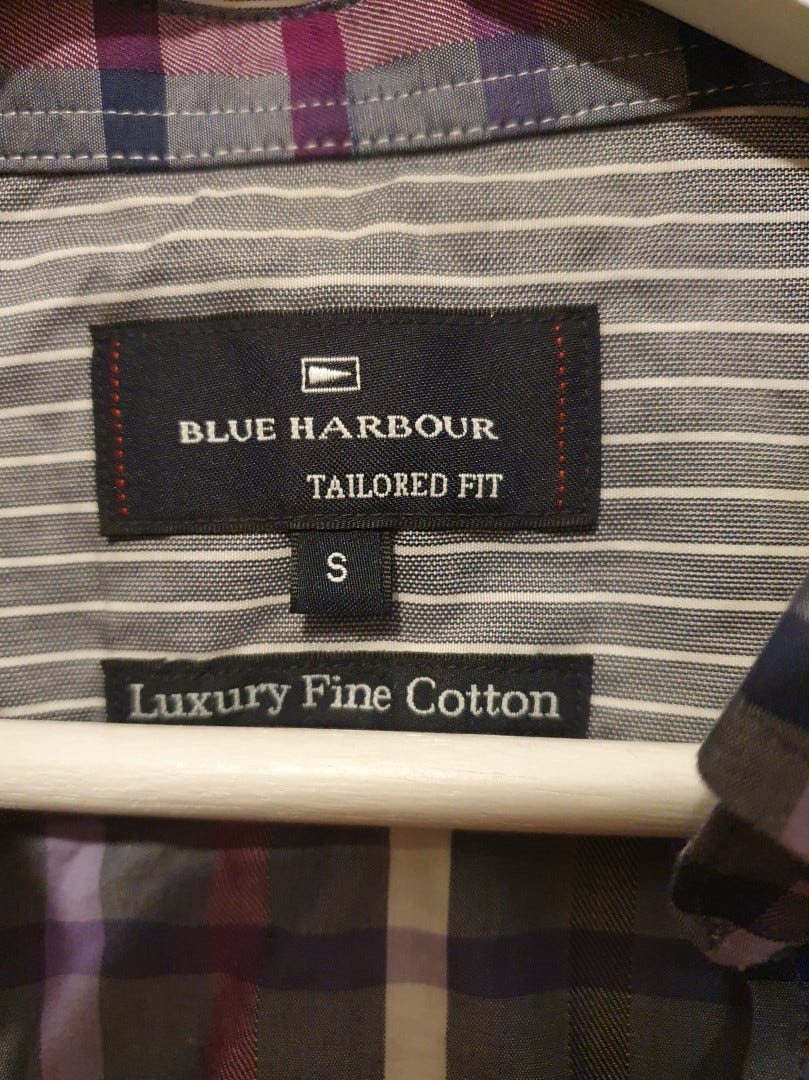 BLUE HARBOUR
TAILORED FIT
S
Luxury Fine Cotton